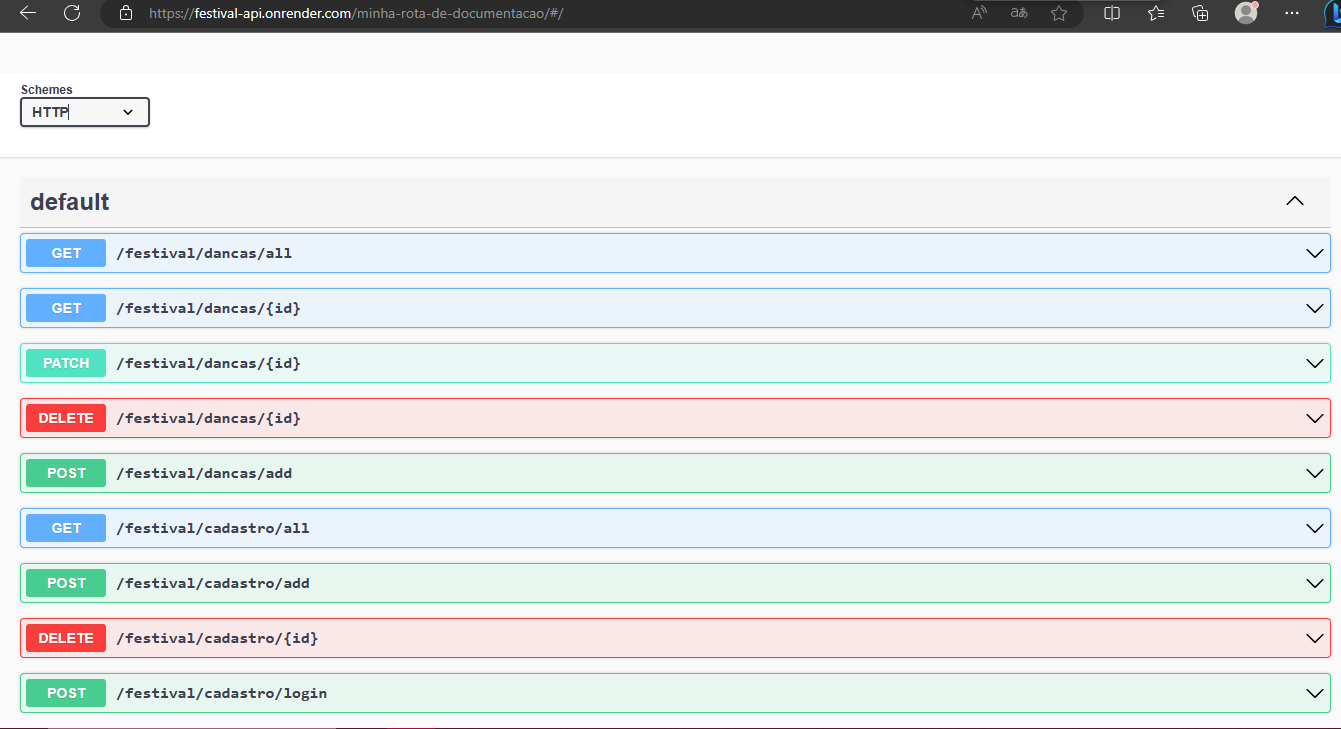 https://festival-api.onrender.com/minha-rota-de-documentacao/#/
Schemes
HTTP
default
GET /festival/dancas/all
GET /festival/dancas/{id}
PATCH /festival/dancas/{id}
DELETE /festival/dancas/{id}
POST /festival/dancas/add
GET /festival/cadastro/all
POST /festival/cadastro/add
DELETE /festival/cadastro/{id}
POST /festival/cadastro/login